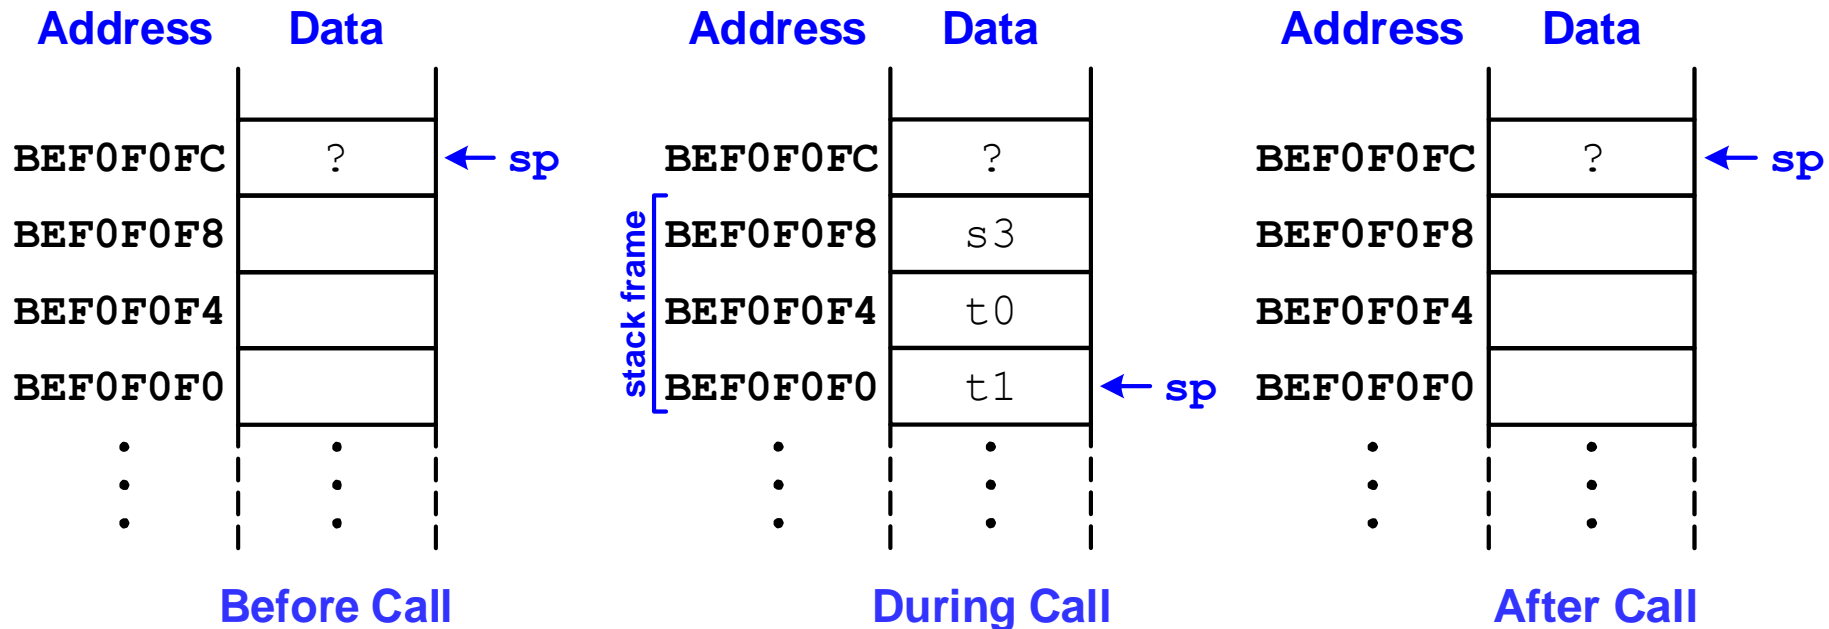 Address Data Address Data Address Data
BEF0F0FC ? sp BEF0F0FC ? BEF0F0FC ? sp
BEF0F0F8 BEF0F0F8 s3 BEF0F0F8
stack frame
BEF0F0F4 BEF0F0F4 t0 BEF0F0F4
BEF0F0F0 BEF0F0F0 t1 sp BEF0F0F0
Before Call During Call After Call